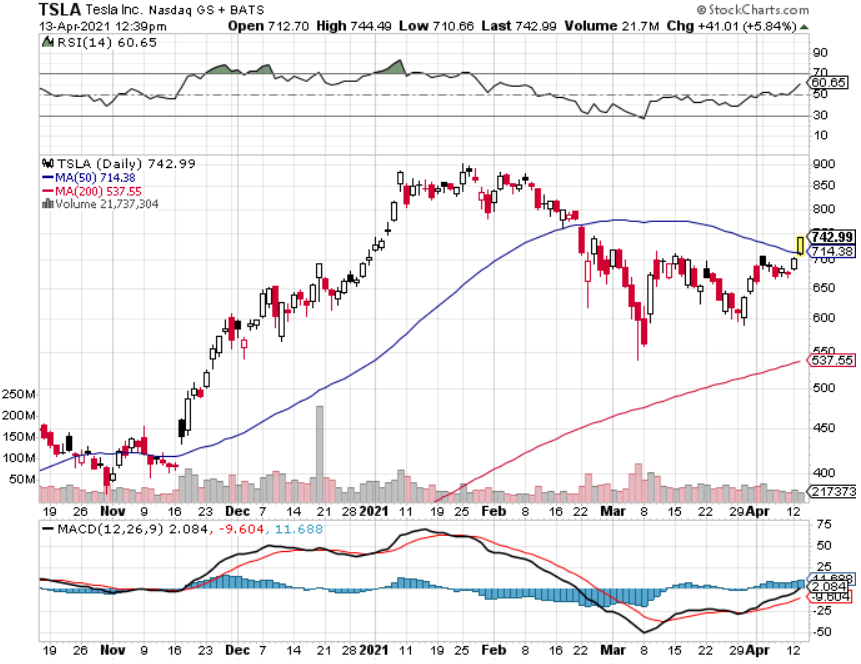 TSLA Tesla Inc. Nasdaq GS + BATS
© StockCharts.com
13-Apr-2021 12:39pm
Open 712.70 High 744.49 Low 710.66 Last 742.99 Volume 21.7M Chg +41.01 (+5.84%)
RSI(14) 60.65
90
70
60.65
50
30
10
TSLA (Daily) 742.99
MA(50) 714.38
MA(200) 537.55
Volume 21,737,304
900
850
800
742.99
714.38
700
650
600
550
537.55
500
450
400
250M
200M
150M
100M
50M
217373
19 26 Nov 9 16 23 Dec 7 14 21 28 2021 11 19 25 Feb 8 16 22 Mar 8 15 22 29 Apr 12
MACD(12,26,9) 2.084, -9.604, 11.688
75
50
25
11.688
2.084
-9.604
-25
-50
19 26 Nov 9 16 23 Dec 7 14 21 28 2021 11 19 25 Feb 8 16 22 Mar 8 15 22 29 Apr 12